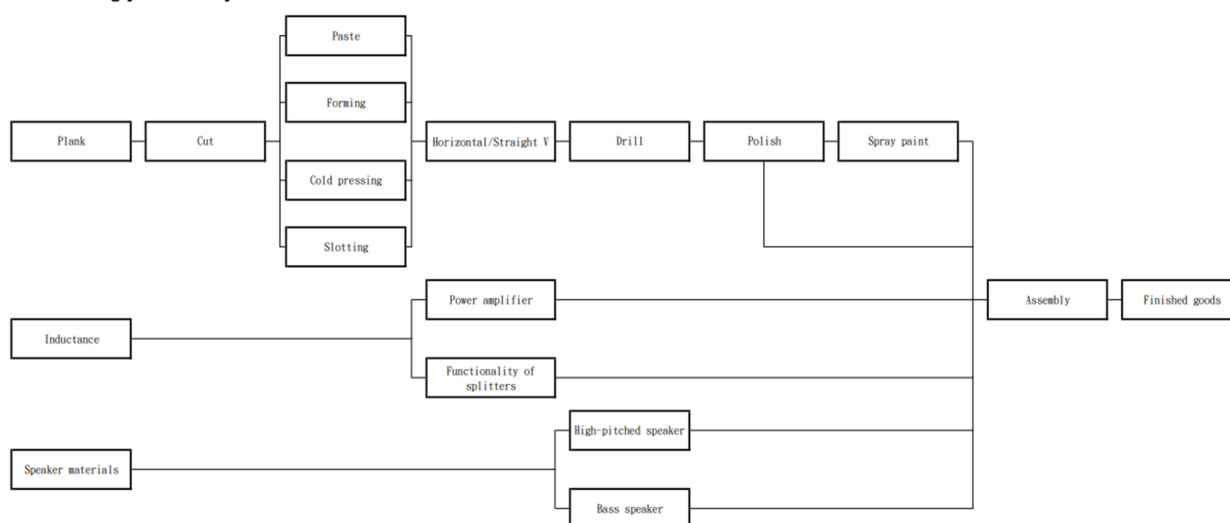 Paste
Forming
Plank
Cut
Horizontal/Straight V
Drill
Polish
Spray paint
Cold pressing
Slotting
Power amplifier
Assembly
Finished goods
Inductance
Functionality of
splitters
High-pitched speaker
Speaker materials
Bass speaker